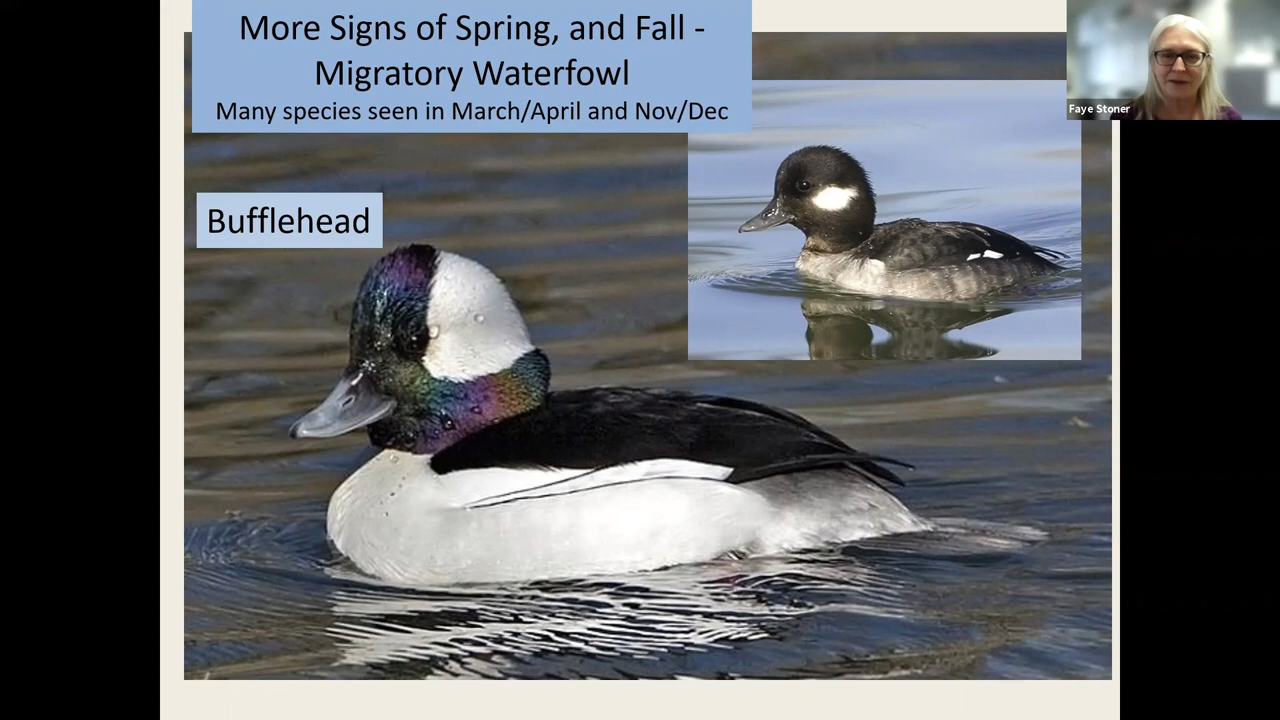 More Signs of Spring, and Fall -
Migratory Waterfowl
Many species seen in March/April and Nov/Dec
Faye Stoner
Bufflehead